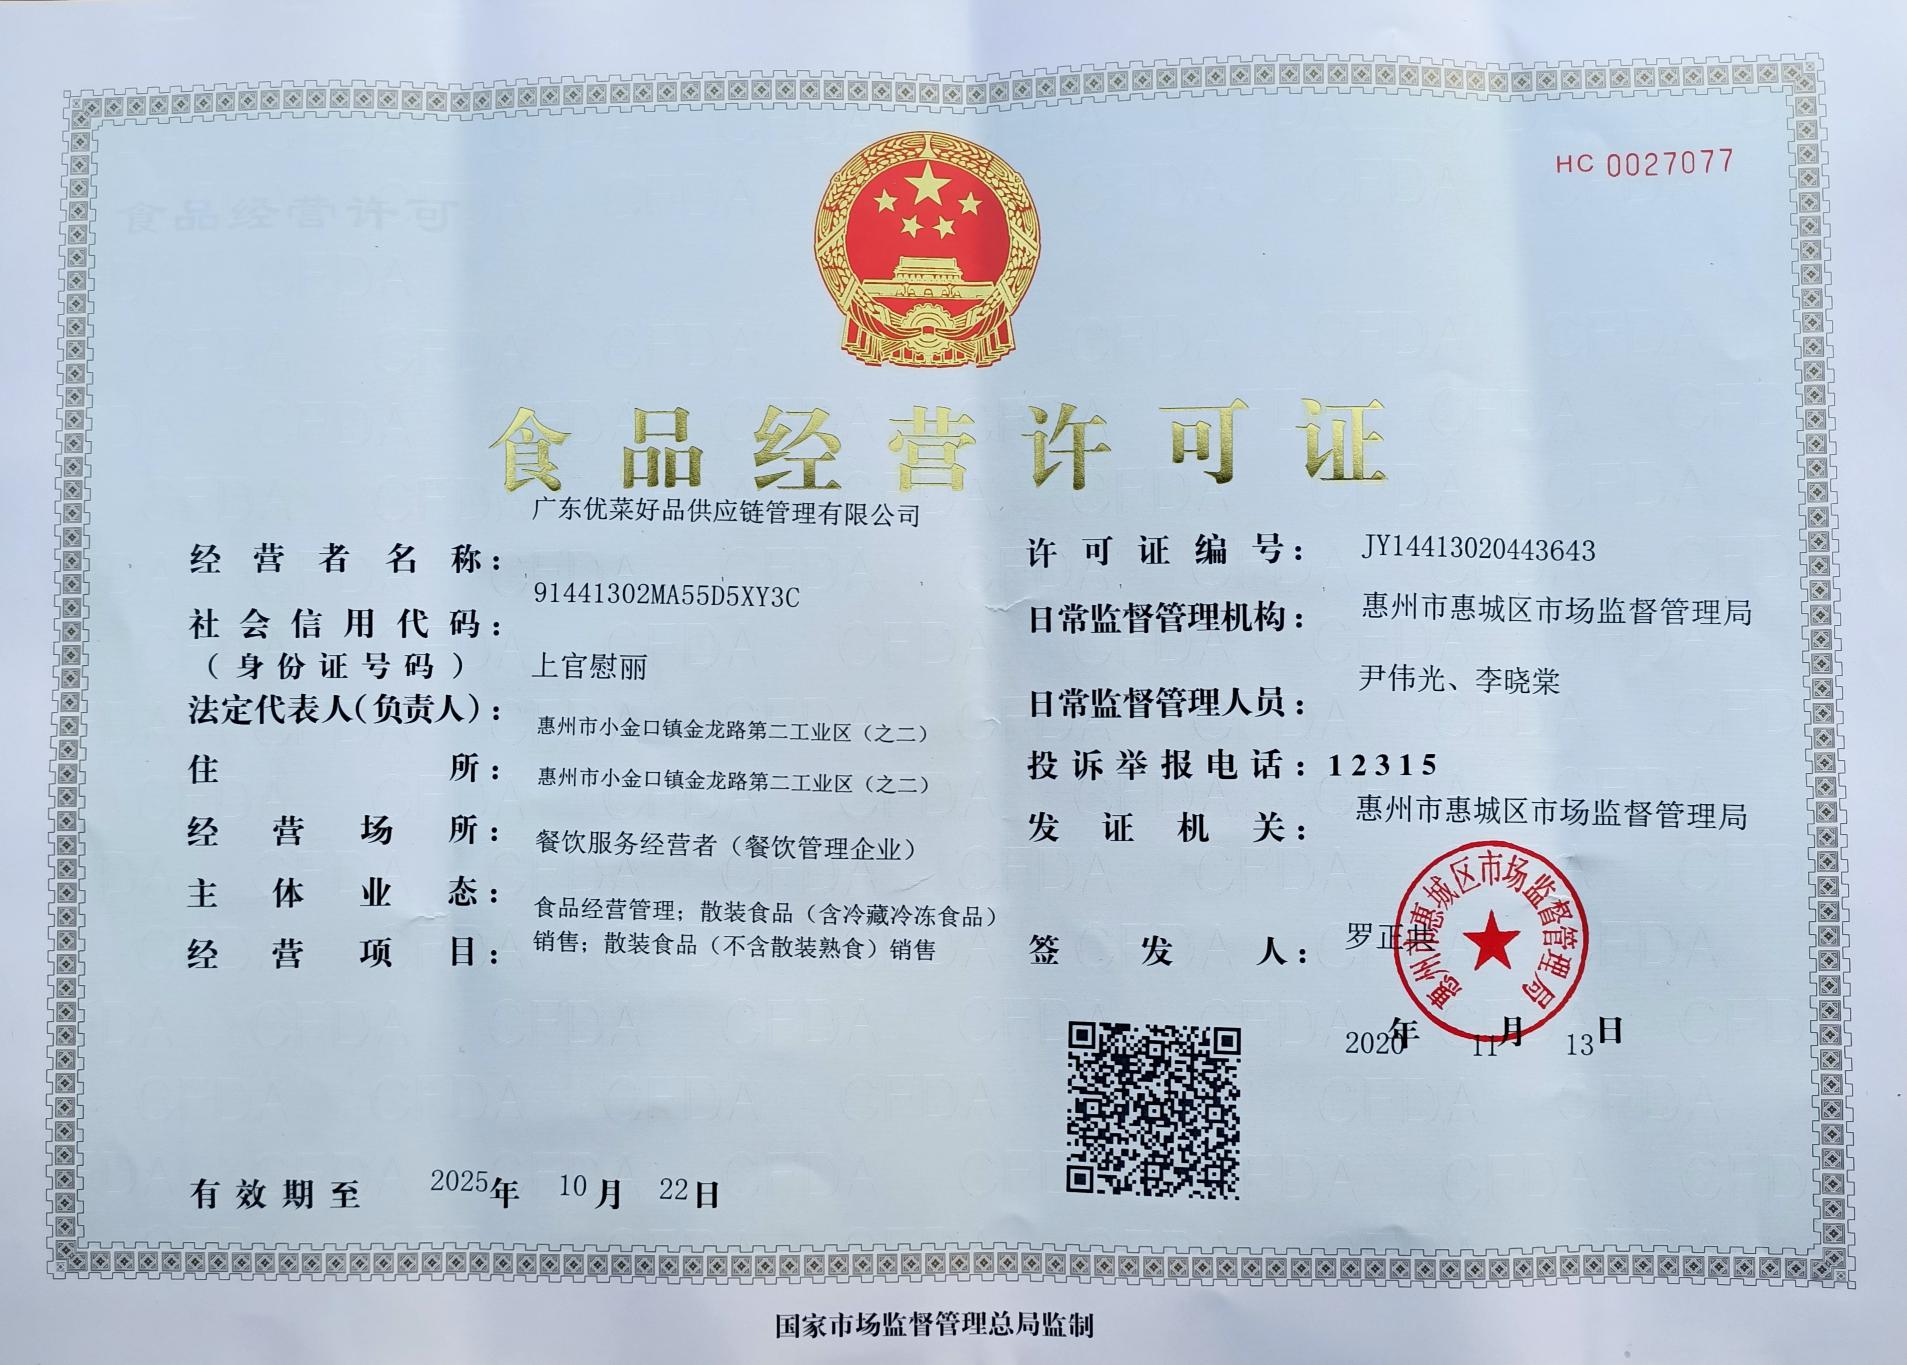 HC 0027077
食品经营许可证
经营者名称：广东优菜好品供应链管理有限公司
社会信用代码：91441302MA55D5XY3C
（身份证号码）
法定代表人(负责人)：上官慰丽
住所：惠州市小金口镇金龙路第二工业区（之二）
经营场所：惠州市小金口镇金龙路第二工业区（之二）
主体业态：餐饮服务经营者（餐饮管理企业）
经营项目：食品经营管理；散装食品（含冷藏冷冻食品）
销售；散装食品（不含散装熟食）销售
有效期至 2025年 10月 22日
许可证编号：JY14413020443643
日常监督管理机构：惠州市惠城区市场监督管理局
日常监督管理人员：尹伟光、李晓棠
投诉举报电话：12315
发证机关：惠州市惠城区市场监督管理局
签发人：罗正
惠州市惠城区市场监督管理局
2020年 11月 13日
国家市场监督管理总局监制